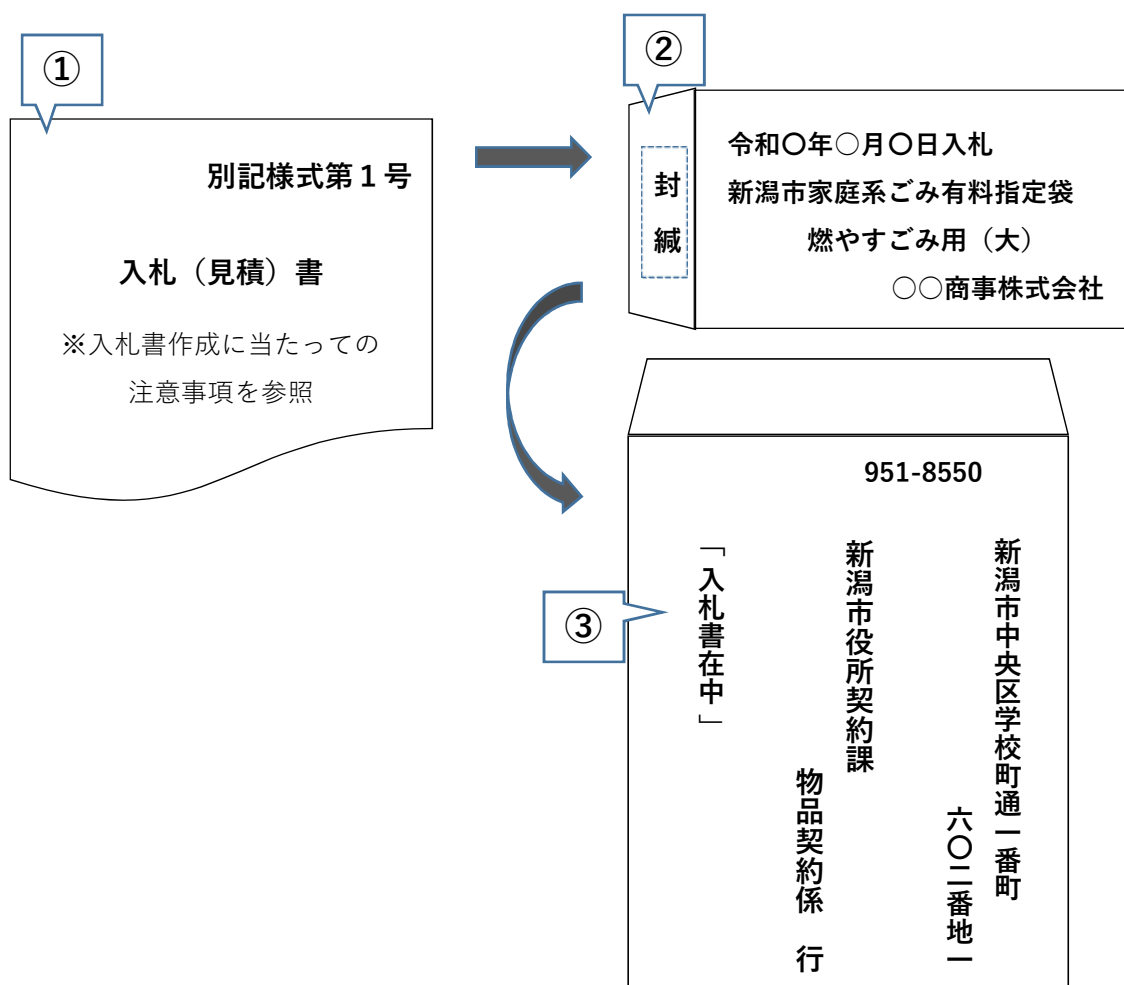 ①
別記様式第１号
入札（見積）書
※入札書作成に当たっての
注意事項を参照
②
封緘
令和〇年○月〇日入札
新潟市家庭系ごみ有料指定袋
燃やすごみ用（大）
○○商事株式会社
③
951-8550
新潟市中央区学校町通一番町
六〇二番地一
新潟市役所契約課
物品契約係　行
「入札書在中」